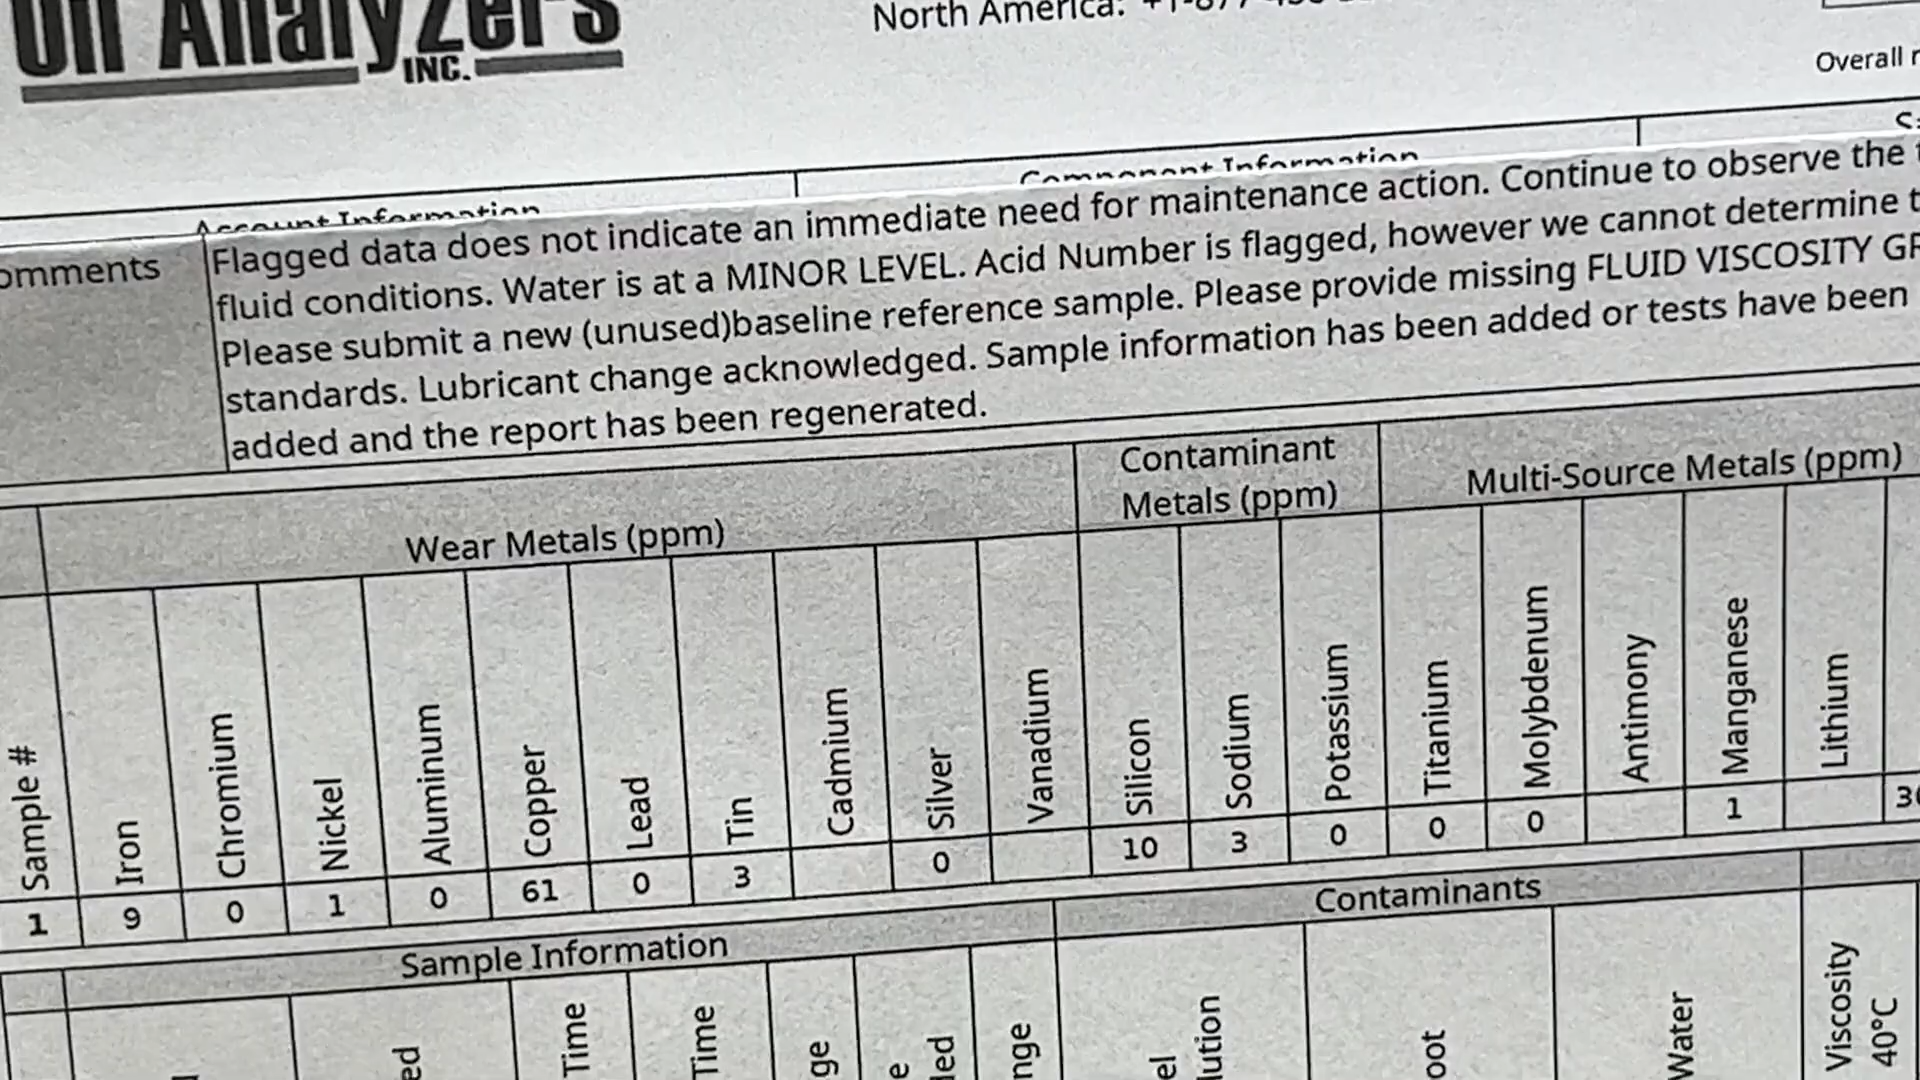 Oil Analyzers
INC.
North America:
Overall
Account Information
Component Information
Flagged data does not indicate an immediate need for maintenance action. Continue to observe the
fluid conditions. Water is at a MINOR LEVEL. Acid Number is flagged, however we cannot determine
Please submit a new (unused)baseline reference sample. Please provide missing FLUID VISCOSITY
standards. Lubricant change acknowledged. Sample information has been added or tests have been
added and the report has been regenerated.
Wear Metals (ppm)
Contaminant
Metals (ppm)
Multi-Source Metals (ppm)
Sample # Iron Chromium Nickel Aluminum Copper Lead Tin Cadmium Silver Vanadium Silicon Sodium Potassium Titanium Molybdenum Antimony Manganese Lithium
1 9 0 1 0 61 0 3 0 10 3 0 0 0 1
Sample Information
Contaminants
Time Time Water Viscosity
40°C